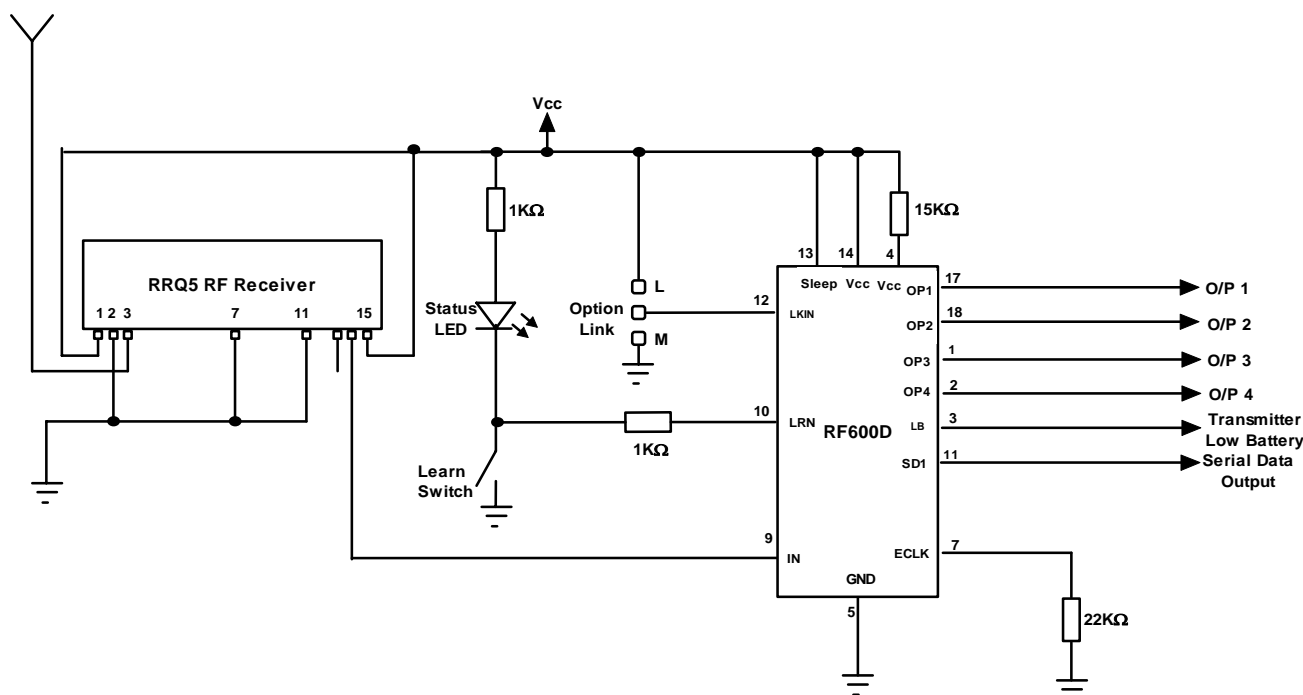 Vcc
1KΩ
15KΩ
RRQ5 RF Receiver
1 2 3 7 11 15
Status
LED
Option
Link
L
M
13 14 4
Sleep Vcc Vcc
12 LKIN
10 LRN
1KΩ
9 IN
RF600D
GND
5
OP1 17 O/P 1
OP2 18 O/P 2
OP3 1 O/P 3
OP4 2 O/P 4
LB 3 Transmitter
Low Battery
SD1 11 Serial Data
Output
ECLK 7
22KΩ
Learn
Switch